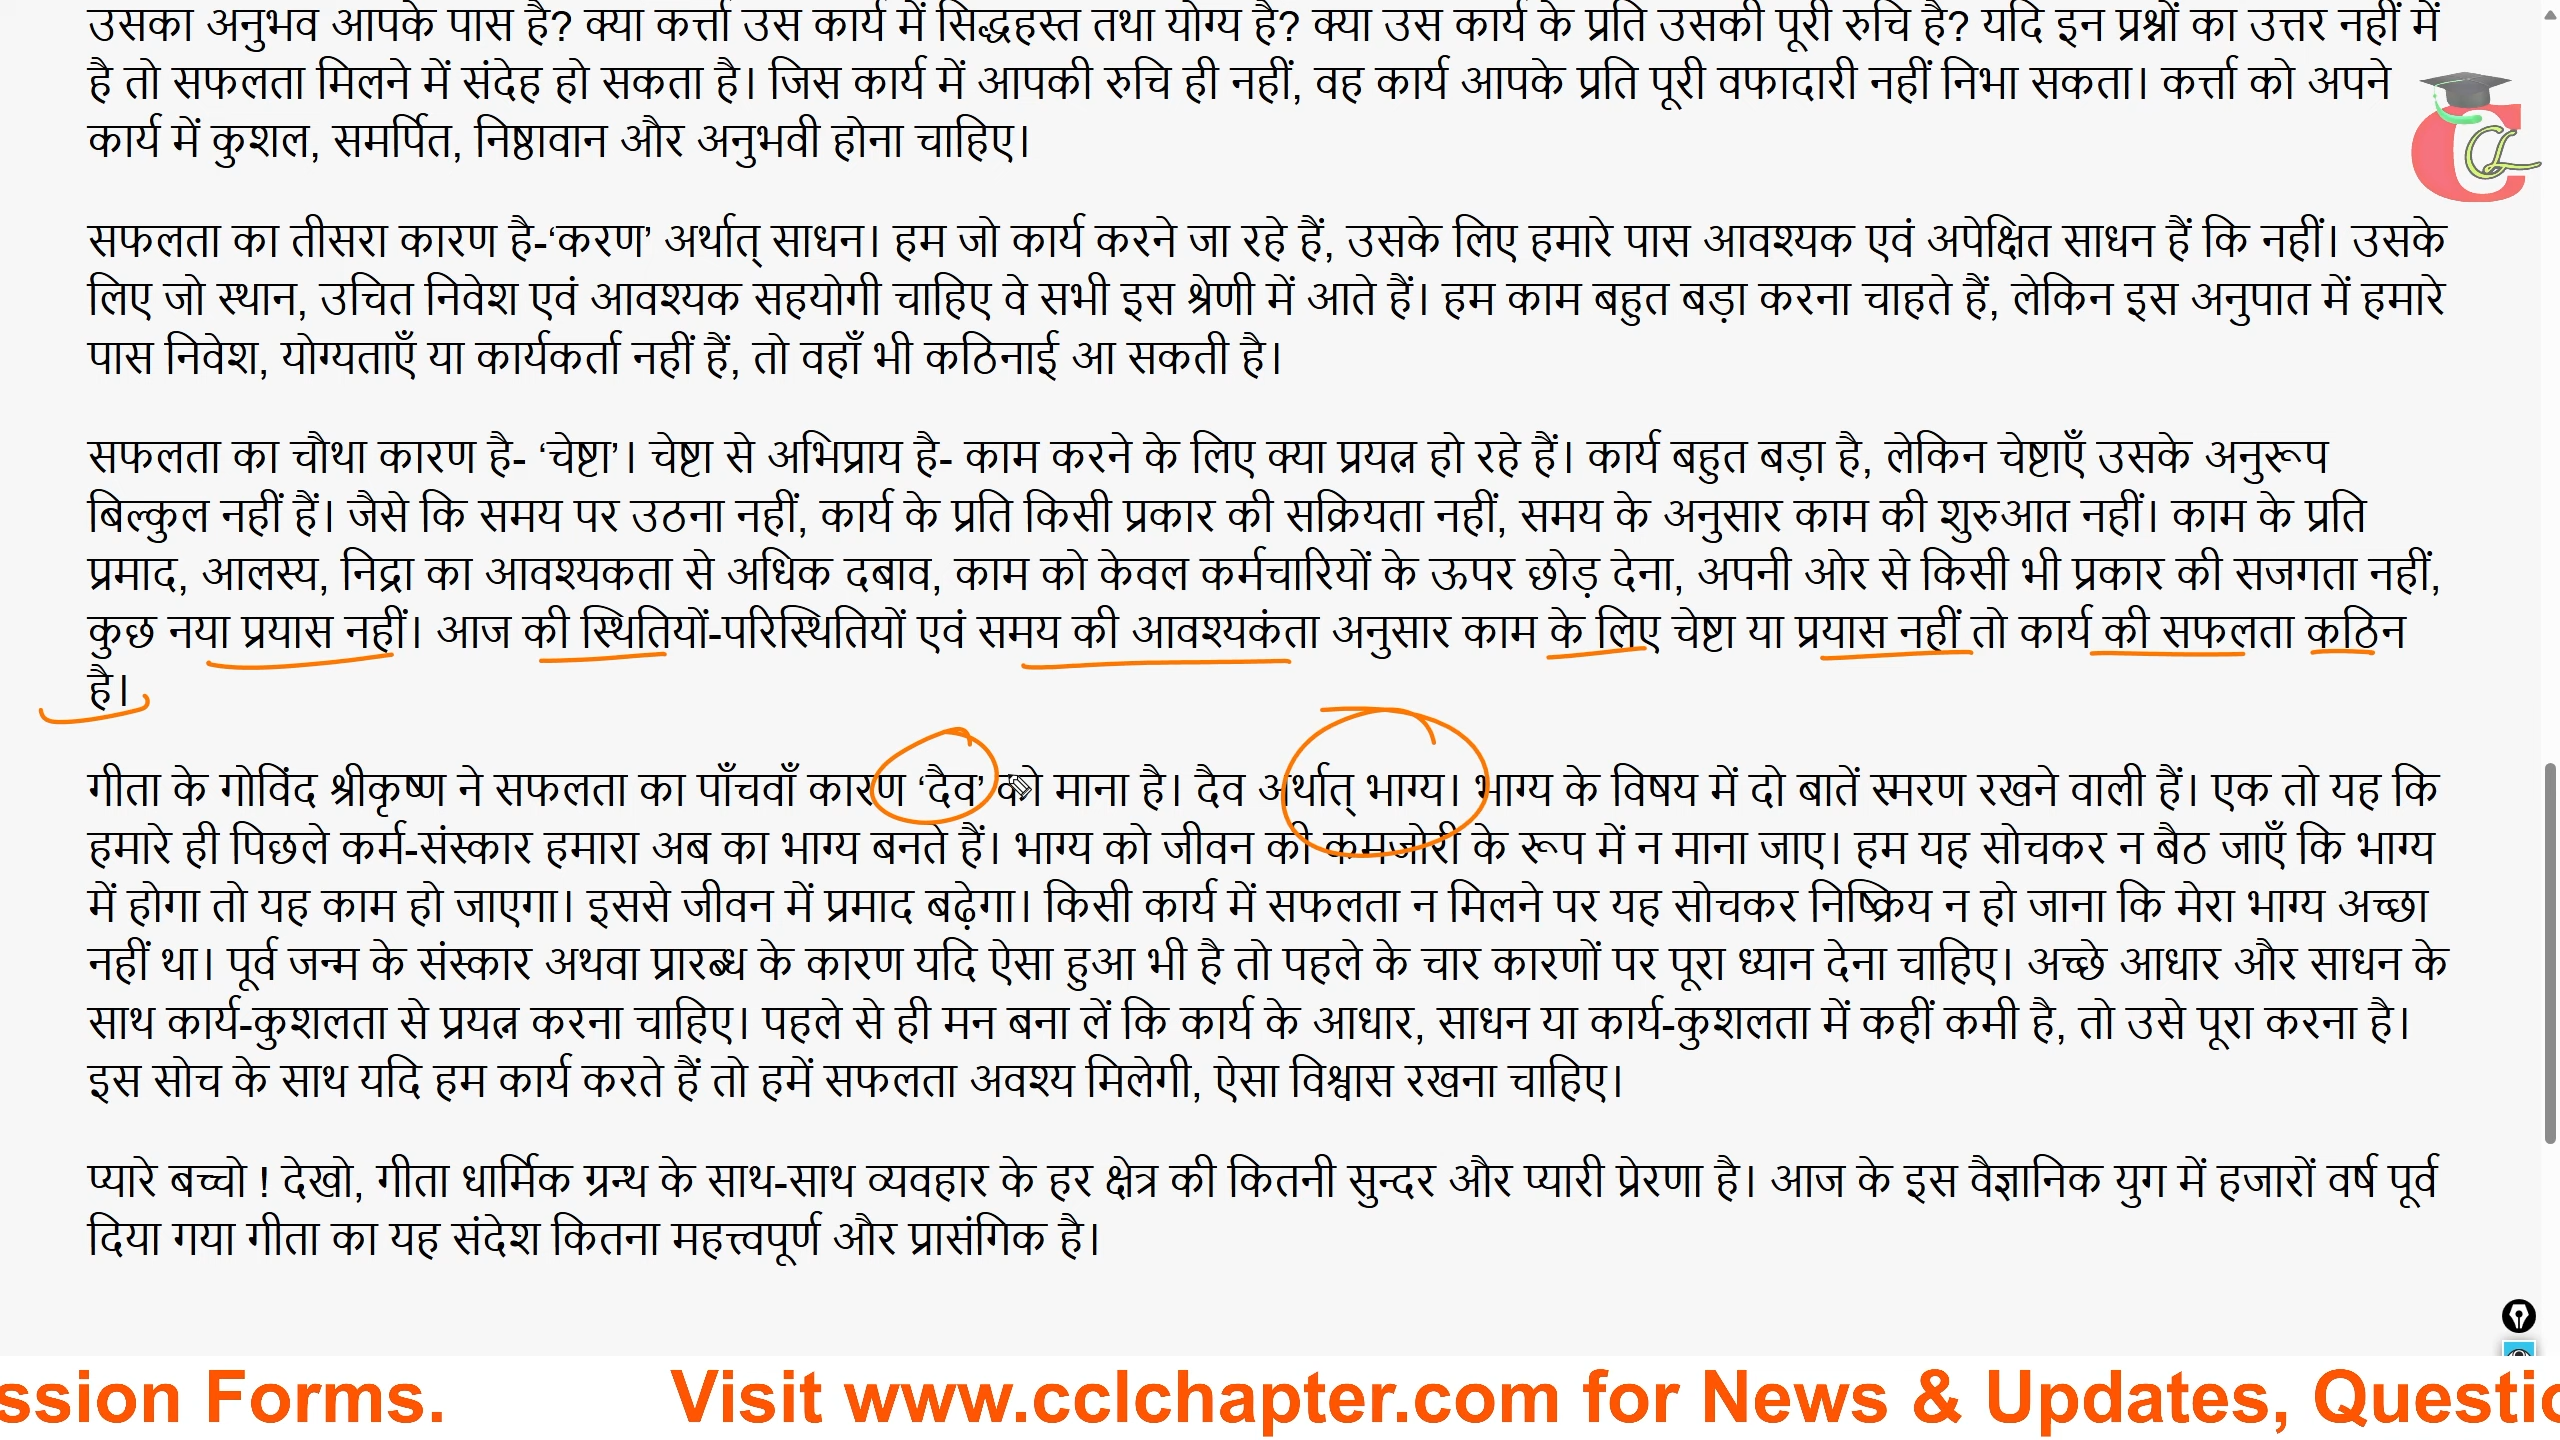 उसका अनुभव आपके पास है? क्या कर्त्ता उस कार्य में सिद्धहस्त तथा योग्य है? क्या उस कार्य के प्रति उसकी पूरी रुचि है? यदि इन प्रश्नों का उत्तर नहीं में
है तो सफलता मिलने में संदेह हो सकता है। जिस कार्य में आपकी रुचि ही नहीं, वह कार्य आपके प्रति पूरी वफादारी नहीं निभा सकता। कर्त्ता को अपने
कार्य में कुशल, समर्पित, निष्ठावान और अनुभवी होना चाहिए।
सफलता का तीसरा कारण है-‘करण’ अर्थात् साधन। हम जो कार्य करने जा रहे हैं, उसके लिए हमारे पास आवश्यक एवं अपेक्षित साधन हैं कि नहीं। उसके
लिए जो स्थान, उचित निवेश एवं आवश्यक सहयोगी चाहिए वे सभी इस श्रेणी में आते हैं। हम काम बहुत बड़ा करना चाहते हैं, लेकिन इस अनुपात में हमारे
पास निवेश, योग्यताएँ या कार्यकर्ता नहीं हैं, तो वहाँ भी कठिनाई आ सकती है।
सफलता का चौथा कारण है- ‘चेष्टा’। चेष्टा से अभिप्राय है- काम करने के लिए क्या प्रयत्न हो रहे हैं। कार्य बहुत बड़ा है, लेकिन चेष्टाएँ उसके अनुरूप
बिल्कुल नहीं हैं। जैसे कि समय पर उठना नहीं, कार्य के प्रति किसी प्रकार की सक्रियता नहीं, समय के अनुसार काम की शुरुआत नहीं। काम के प्रति
प्रमाद, आलस्य, निद्रा का आवश्यकता से अधिक दबाव, काम को केवल कर्मचारियों के ऊपर छोड़ देना, अपनी ओर से किसी भी प्रकार की सजगता नहीं,
कुछ नया प्रयास नहीं। आज की स्थितियों-परिस्थितियों एवं समय की आवश्यकंता अनुसार काम के लिए चेष्टा या प्रयास नहीं तो कार्य की सफलता कठिन
है।
गीता के गोविंद श्रीकृष्ण ने सफलता का पाँचवाँ कारण ‘दैव’ को माना है। दैव अर्थात् भाग्य। भाग्य के विषय में दो बातें स्मरण रखने वाली हैं। एक तो यह कि
हमारे ही पिछले कर्म-संस्कार हमारा अब का भाग्य बनते हैं। भाग्य को जीवन की कमजोरी के रूप में न माना जाए। हम यह सोचकर न बैठ जाएँ कि भाग्य
में होगा तो यह काम हो जाएगा। इससे जीवन में प्रमाद बढ़ेगा। किसी कार्य में सफलता न मिलने पर यह सोचकर निष्क्रिय न हो जाना कि मेरा भाग्य अच्छा
नहीं था। पूर्व जन्म के संस्कार अथवा प्रारब्ध के कारण यदि ऐसा हुआ भी है तो पहले के चार कारणों पर पूरा ध्यान देना चाहिए। अच्छे आधार और साधन के
साथ कार्य-कुशलता से प्रयत्न करना चाहिए। पहले से ही मन बना लें कि कार्य के आधार, साधन या कार्य-कुशलता में कहीं कमी है, तो उसे पूरा करना है।
इस सोच के साथ यदि हम कार्य करते हैं तो हमें सफलता अवश्य मिलेगी, ऐसा विश्वास रखना चाहिए।
प्यारे बच्चो ! देखो, गीता धार्मिक ग्रन्थ के साथ-साथ व्यवहार के हर क्षेत्र की कितनी सुन्दर और प्यारी प्रेरणा है। आज के इस वैज्ञानिक युग में हजारों वर्ष पूर्व
दिया गया गीता का यह संदेश कितना महत्त्वपूर्ण और प्रासंगिक है।
ssion Forms. Visit www.cclchapter.com for News & Updates, Questio